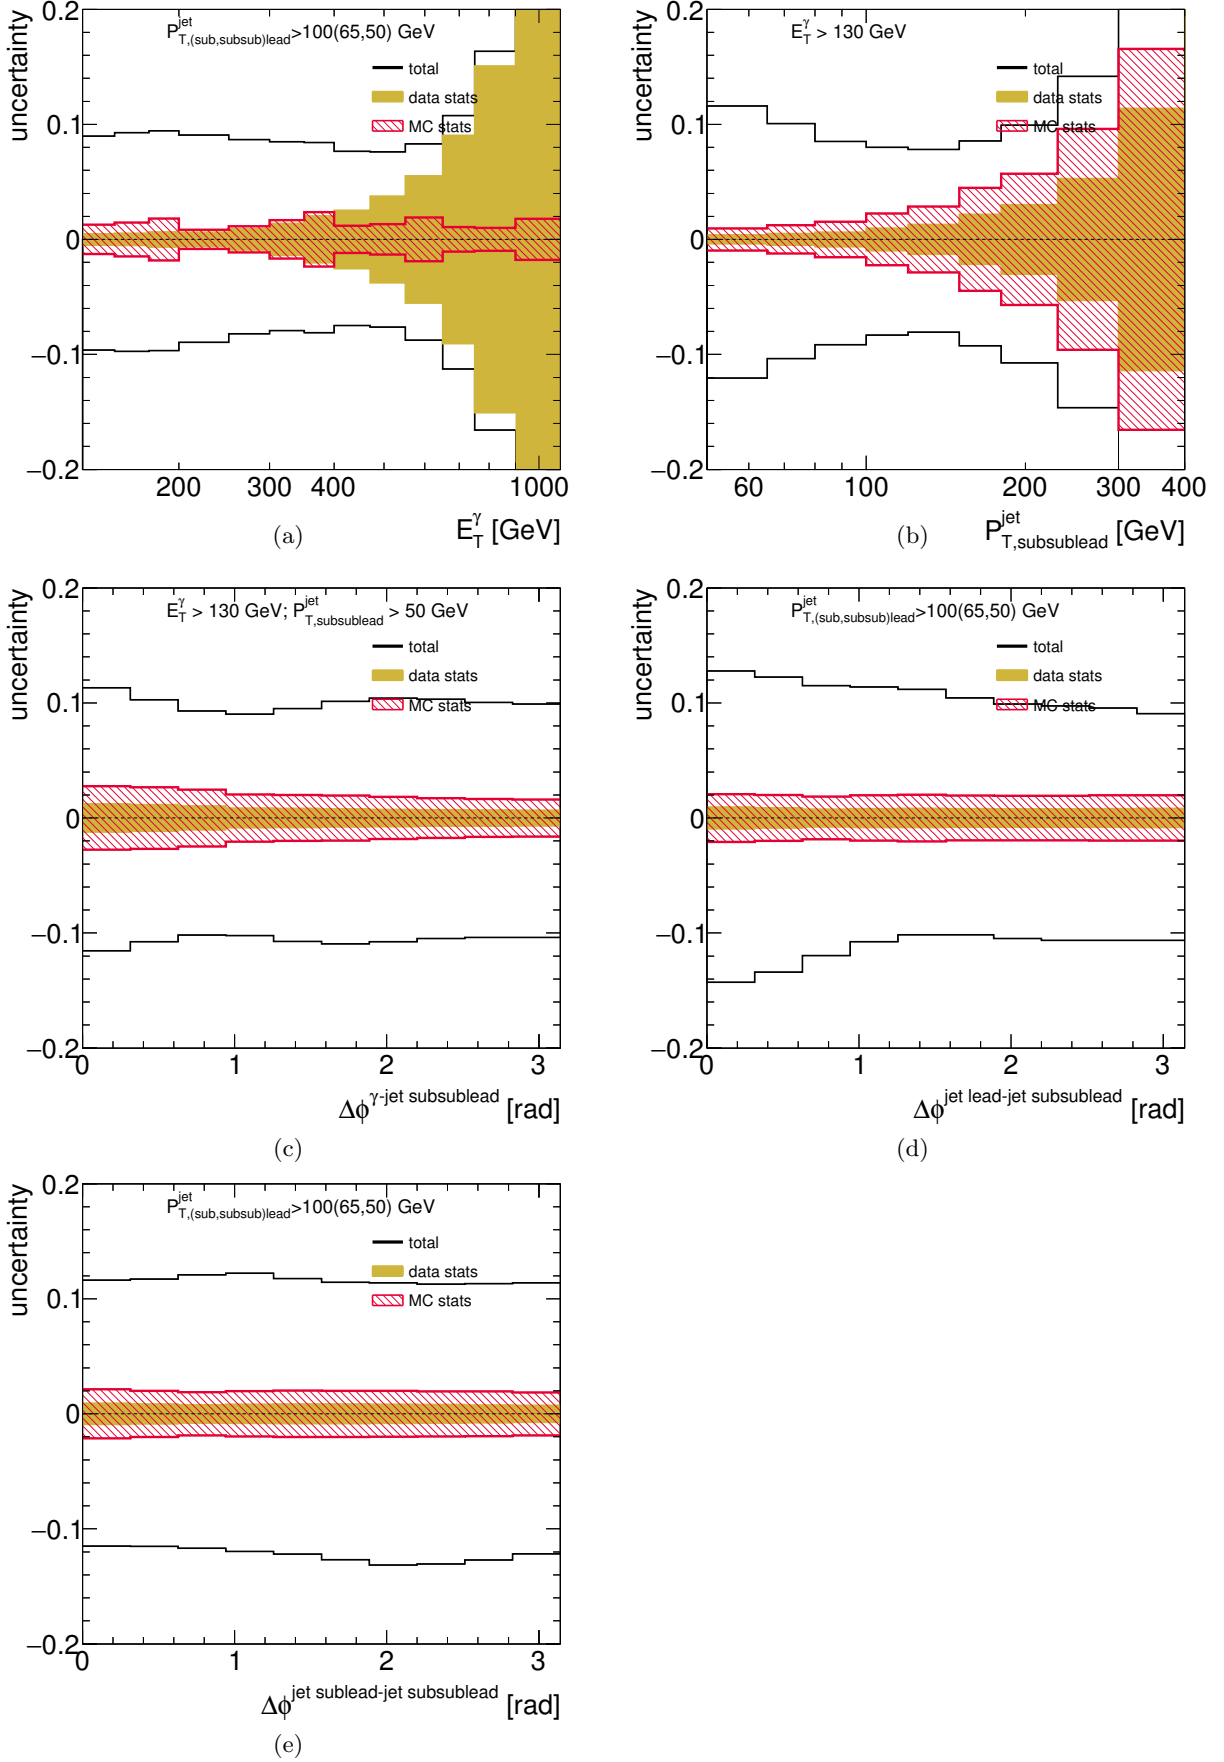 uncertainty
P^jet_T,(sub,subsub)lead>100(65,50) GeV
total
data stats
MC stats
0.2
0.1
0
−0.1
−0.2
200 300 400 1000
E^γ_T [GeV]
(a)
uncertainty
E^γ_T > 130 GeV
total
data stats
MC stats
0.2
0.1
0
−0.1
−0.2
60 100 200 300 400
P^jet_T,subsublead [GeV]
(b)
uncertainty
E^γ_T > 130 GeV; P^jet_T,subsublead > 50 GeV
total
data stats
MC stats
0.2
0.1
0
−0.1
−0.2
0 1 2 3
Δϕ^γ-jet subsublead [rad]
(c)
uncertainty
P^jet_T,(sub,subsub)lead>100(65,50) GeV
total
data stats
MC stats
0.2
0.1
0
−0.1
−0.2
0 1 2 3
Δϕ^jet lead-jet subsublead [rad]
(d)
uncertainty
P^jet_T,(sub,subsub)lead>100(65,50) GeV
total
data stats
MC stats
0.2
0.1
0
−0.1
−0.2
0 1 2 3
Δϕ^jet sublead-jet subsublead [rad]
(e)